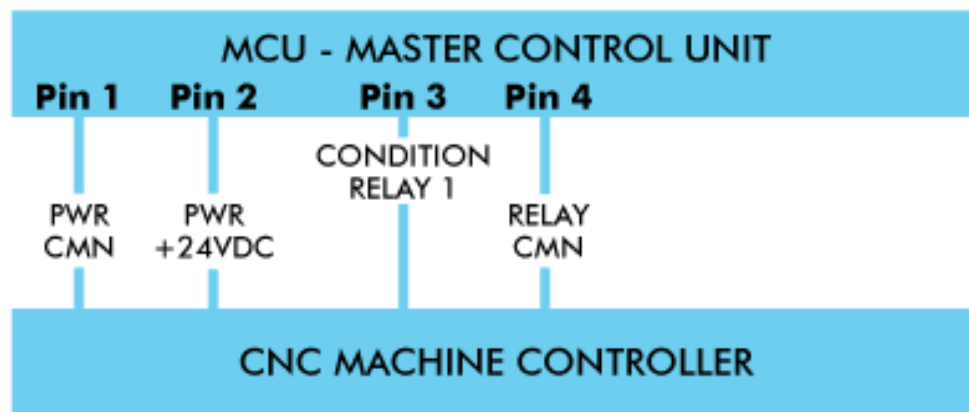 MCU - MASTER CONTROL UNIT
Pin 1 Pin 2 Pin 3 Pin 4
CONDITION
RELAY 1
PWR
CMN
PWR
+24VDC
RELAY
CMN
CNC MACHINE CONTROLLER